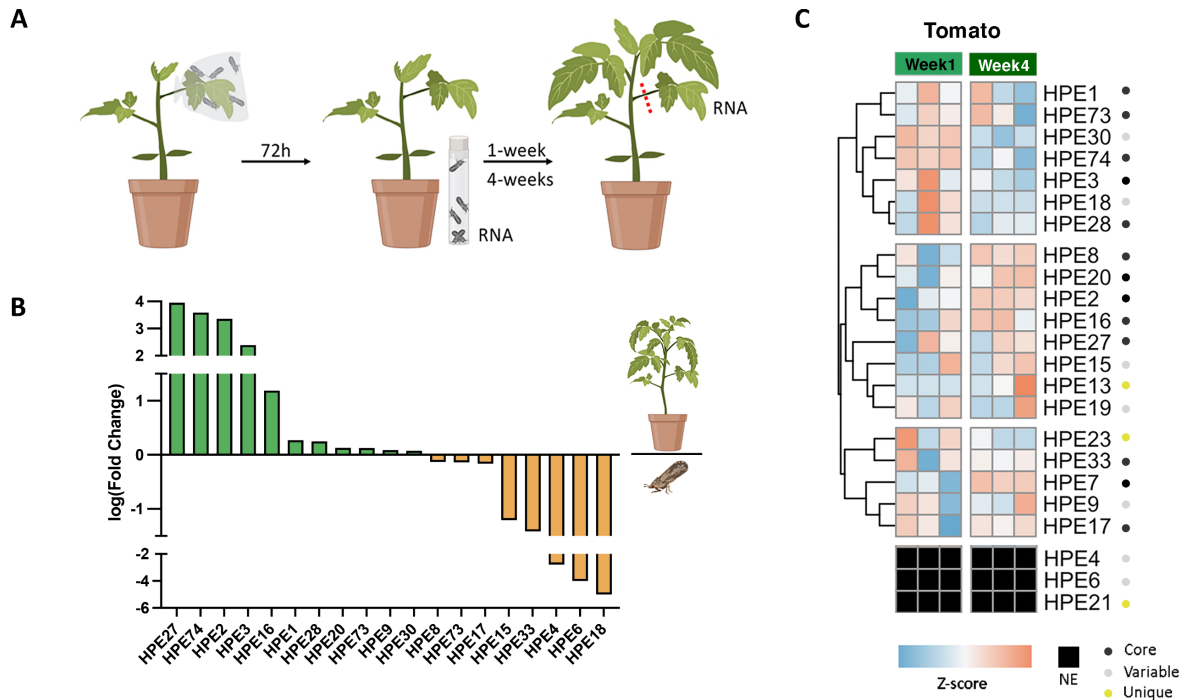 A
72h
RNA
1-week
4-weeks
RNA
B
log(Fold Change)
4
2
1
0
-1
-2
-4
-6
HPE27
HPE74
HPE2
HPE3
HPE16
HPE1
HPE28
HPE20
HPE73
HPE9
HPE30
HPE8
HPE73
HPE17
HPE15
HPE33
HPE4
HPE6
HPE18
C
Tomato
Week1
Week4
HPE1
HPE73
HPE30
HPE74
HPE3
HPE18
HPE28
HPE8
HPE20
HPE2
HPE16
HPE27
HPE15
HPE13
HPE19
HPE23
HPE33
HPE7
HPE9
HPE17
HPE4
HPE6
HPE21
Z-score
NE
Core
Variable
Unique